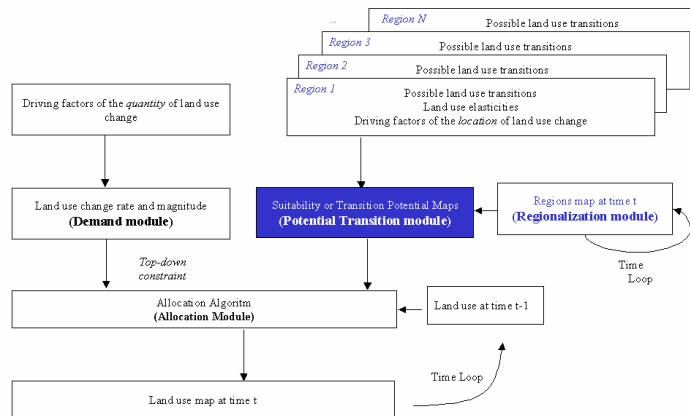 ... Region N Possible land use transitions
Region 3 Possible land use transitions
Region 2 Possible land use transitions
Region 1 Possible land use transitions
Land use elasticities
Driving factors of the location of land use change
Driving factors of the quantity of land use
change
Land use change rate and magnitude
(Demand module)
Suitability or Transition Potential Maps
(Potential Transition module)
Regions map at time t
(Regionalization module)
Time
Loop
Top-down
constraint
Allocation Algoritm
(Allocation Module)
Land use at time t-1
Time Loop
Land use map at time t